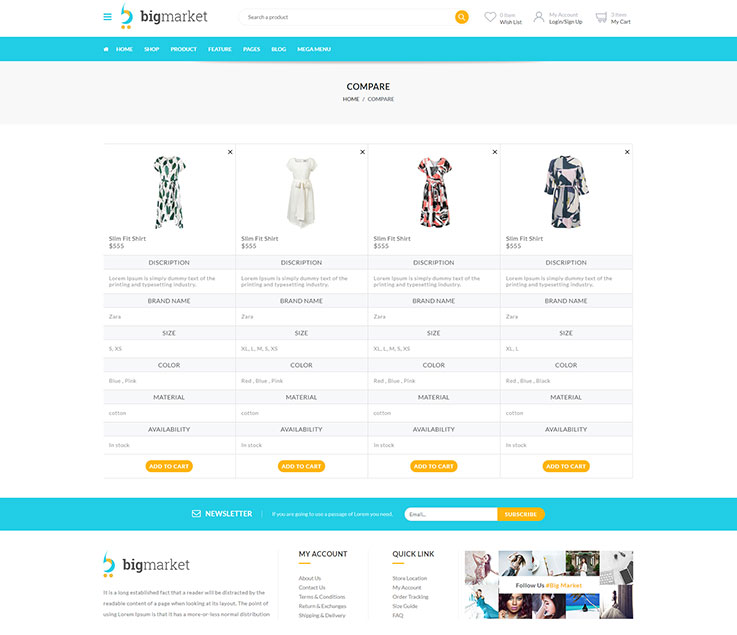 bigmarket
Search a product
0 Item
Wish List
My Account
Login/Sign Up
0 Items
My Cart
HOME SHOP PRODUCT FEATURE PAGES BLOG MEGA MENU
COMPARE
HOME / COMPARE
Slim Fit Shirt Slim Fit Shirt Slim Fit Shirt Slim Fit Shirt
$555 $555 $555 $555
DISCRIPTION DISCRIPTION DISCRIPTION DISCRIPTION
Lorem Ipsum is simply dummy text of the Lorem Ipsum is simply dummy text of the Lorem Ipsum is simply dummy text of the Lorem Ipsum is simply dummy text of the
printing and typesetting industry. printing and typesetting industry. printing and typesetting industry. printing and typesetting industry.
BRAND NAME BRAND NAME BRAND NAME BRAND NAME
Zara Zara Zara Zara
SIZE SIZE SIZE SIZE
S, XS XL, L, M, S, XS XL, L, M, S, XS XL, L
COLOR COLOR COLOR COLOR
Blue , Pink Red , Blue , Pink Red , Blue , Pink Red , Blue , Black
MATERIAL MATERIAL MATERIAL MATERIAL
cotton cotton cotton cotton
AVAILABILITY AVAILABILITY AVAILABILITY AVAILABILITY
In stock In stock In stock In stock
ADD TO CART ADD TO CART ADD TO CART ADD TO CART
NEWSLETTER If you are going to use a passage of Lorem you need. Email... SUBSCRIBE
bigmarket
It is a long established fact that a reader will be distracted by the
readable content of a page when looking at its layout. The point of
using Lorem Ipsum is that it has a more-or-less normal distribution
MY ACCOUNT
About Us
Contact Us
Terms & Conditions
Return & Exchanges
Shipping & Delivery
QUICK LINK
Store Location
My Account
Order Tracking
Size Guide
FAQ
Follow Us #Big Market